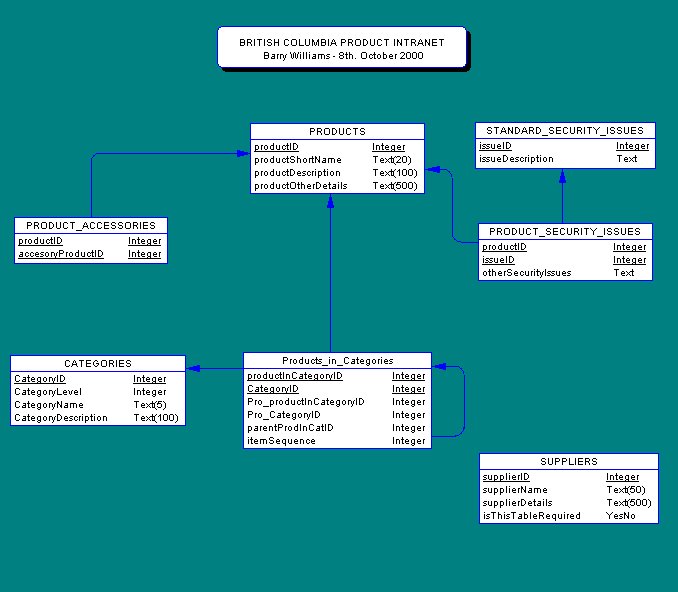 BRITISH COLUMBIA PRODUCT INTRANET
Barry Williams - 8th. October 2000
PRODUCTS
productID Integer
productShortName Text(20)
productDescription Text(100)
productOtherDetails Text(500)
STANDARD_SECURITY_ISSUES
issueID Integer
issueDescription Text
PRODUCT_ACCESSORIES
productID Integer
accesoryProductID Integer
PRODUCT_SECURITY_ISSUES
productID Integer
issueID Integer
otherSecurityIssues Text
CATEGORIES
CategoryID Integer
CategoryLevel Integer
CategoryName Text(5)
CategoryDescription Text(100)
Products_in_Categories
productInCategoryID Integer
CategoryID Integer
Pro_productInCategoryID Integer
Pro_CategoryID Integer
parentProdInCatID Integer
itemSequence Integer
SUPPLIERS
supplierID Integer
supplierName Text(50)
supplierDetails Text(500)
isThisTableRequired YesNo